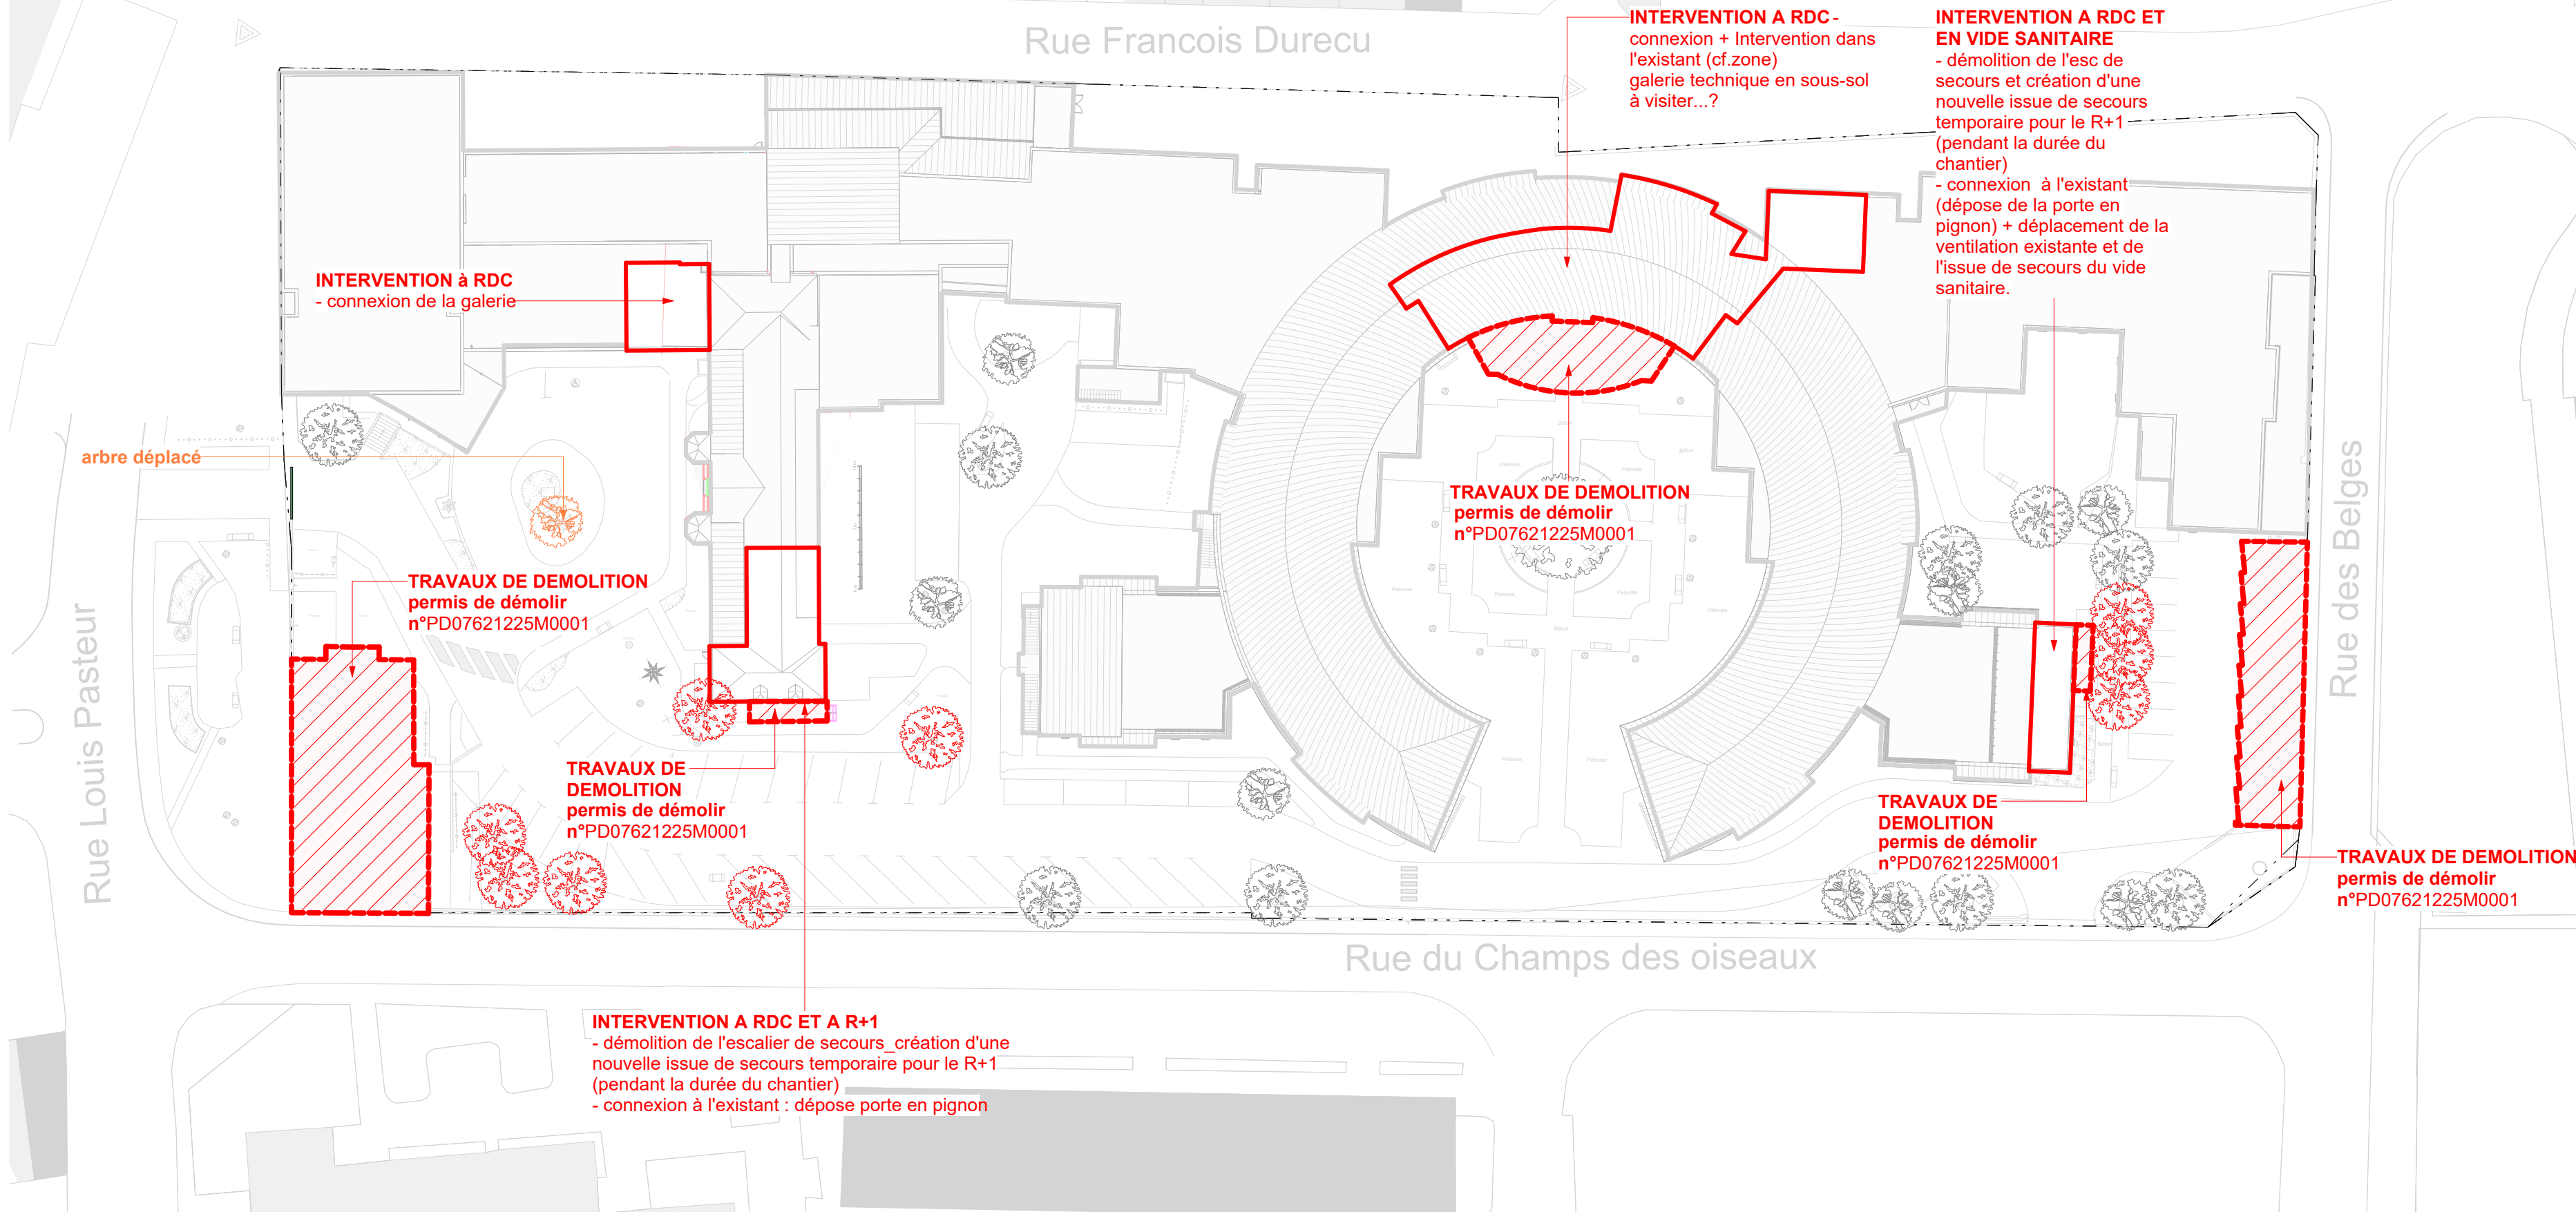 Rue Francois Durecu
INTERVENTION A RDC -
connexion + Intervention dans
l'existant (cf.zone)
galerie technique en sous-sol
à visiter...?
INTERVENTION A RDC ET
EN VIDE SANITAIRE
- démolition de l'esc de
secours et création d'une
nouvelle issue de secours
temporaire pour le R+1
(pendant la durée du
chantier)
- connexion à l'existant
(dépose de la porte en
pignon) + déplacement de la
ventilation existante et de
l'issue de secours du vide
sanitaire.
INTERVENTION à RDC
- connexion de la galerie
arbre déplacé
TRAVAUX DE DEMOLITION
permis de démolir
n°PD07621225M0001
TRAVAUX DE DEMOLITION
permis de démolir
n°PD07621225M0001
Rue Louis Pasteur
Rue des Belges
TRAVAUX DE
DEMOLITION
permis de démolir
n°PD07621225M0001
TRAVAUX DE
DEMOLITION
permis de démolir
n°PD07621225M0001
TRAVAUX DE DEMOLITION
permis de démolir
n°PD07621225M0001
Rue du Champs des oiseaux
INTERVENTION A RDC ET A R+1
- démolition de l'escalier de secours_création d'une
nouvelle issue de secours temporaire pour le R+1
(pendant la durée du chantier)
- connexion à l'existant : dépose porte en pignon